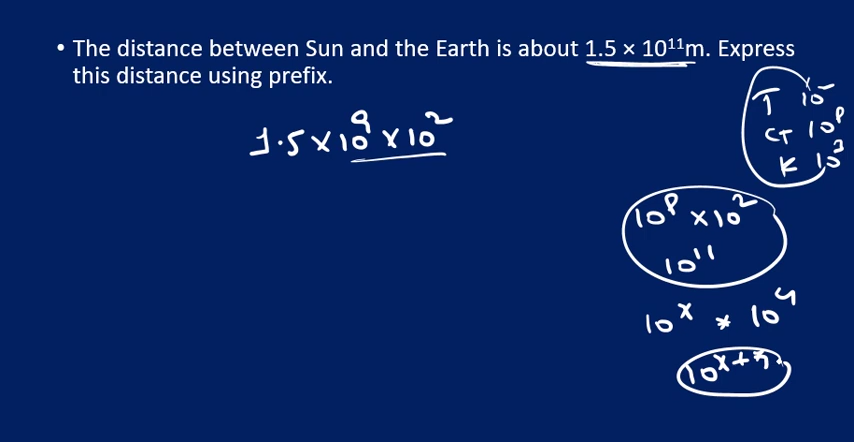 • The distance between Sun and the Earth is about 1.5 × 10¹¹m. Express
this distance using prefix.
1.5 × 10⁹ × 10²
T 10
G 10⁹
K 10³
10⁹ × 10²
10¹¹
10ˣ * 10ʸ
10ˣ⁺ʸ